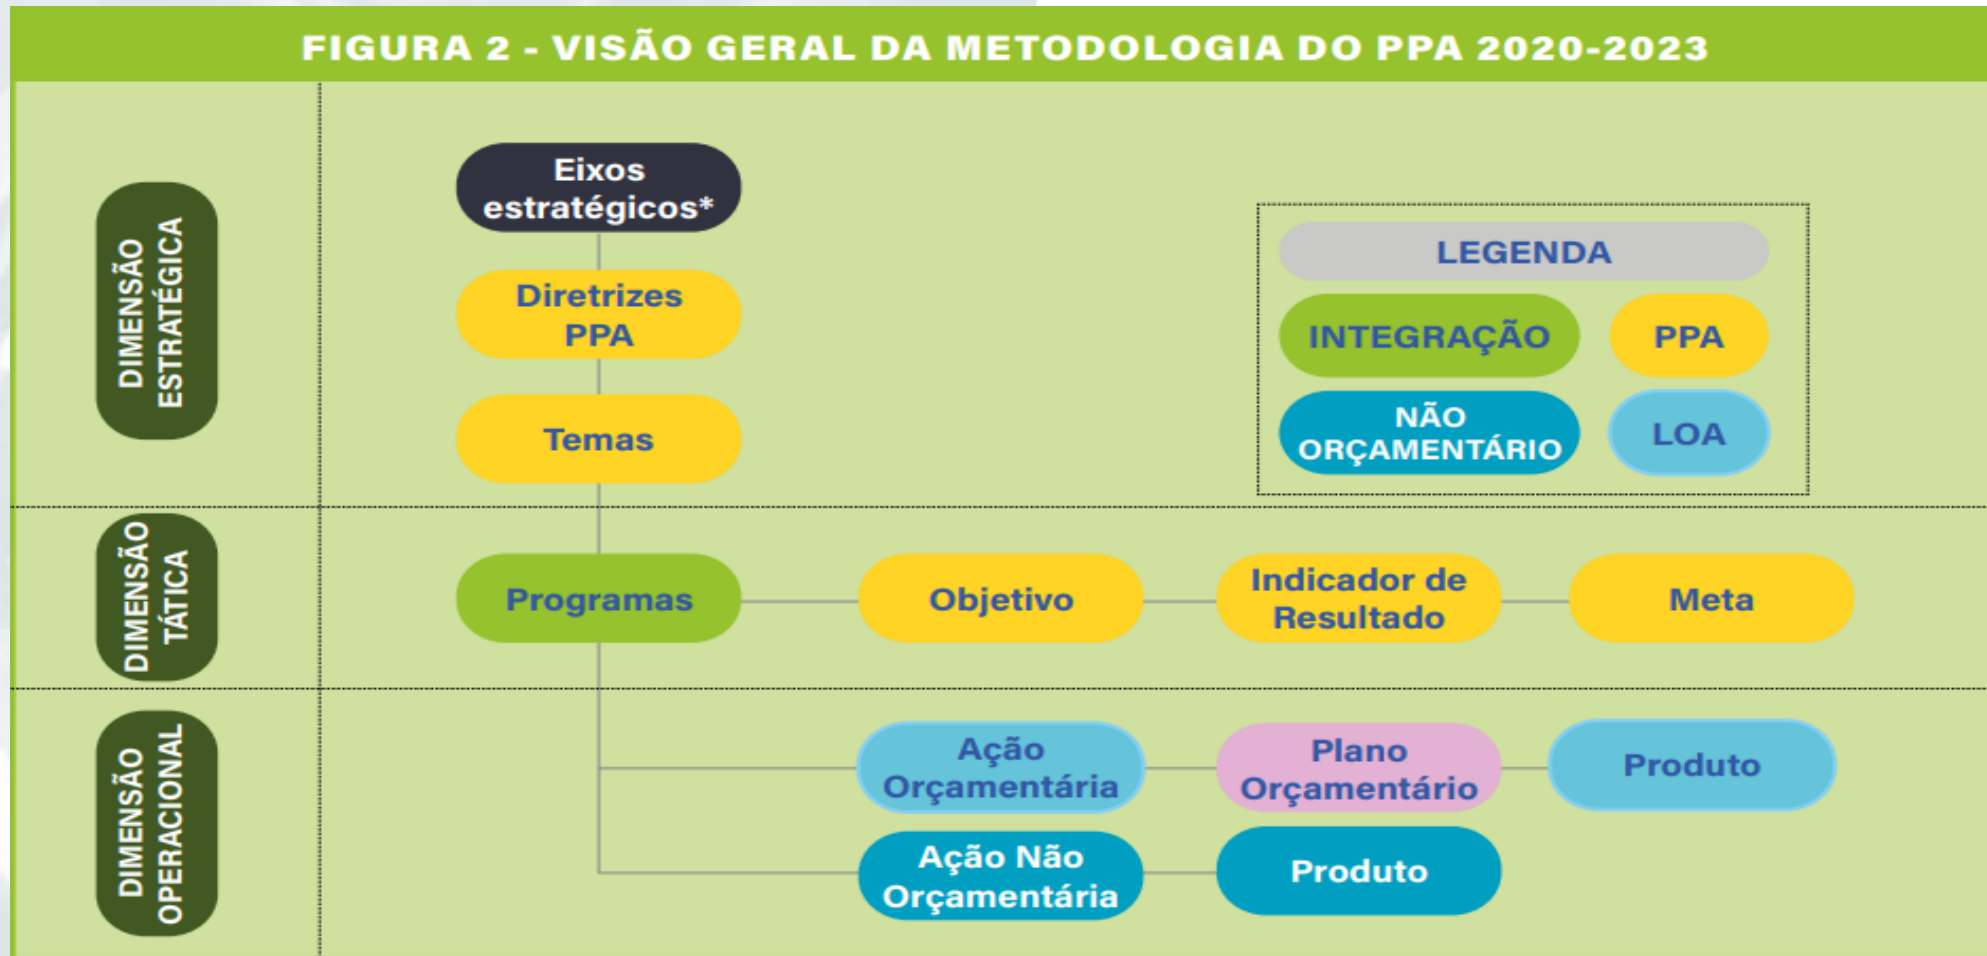 FIGURA 2 - VISÃO GERAL DA METODOLOGIA DO PPA 2020-2023
DIMENSÃO
ESTRATÉGICA
Eixos
estratégicos*
Diretrizes
PPA
Temas
LEGENDA
INTEGRAÇÃO
PPA
NÃO
ORÇAMENTÁRIO
LOA
DIMENSÃO
TÁTICA
Programas
Objetivo
Indicador de
Resultado
Meta
DIMENSÃO
OPERACIONAL
Ação
Orçamentária
Plano
Orçamentário
Produto
Ação Não
Orçamentária
Produto